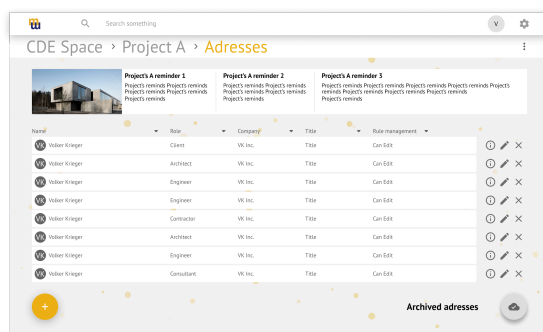 Search something
V
CDE Space > Project A > Adresses
Project's A reminder 1
Project's reminds Project's reminds
Project's reminds Project's reminds
Project's reminds
Project's A reminder 2
Project's reminds Project's reminds
Project's reminds Project's reminds
Project's reminds
Project's A reminder 3
Project's reminds Project's reminds Project's reminds Project's reminds Project's
reminds Project's reminds Project's reminds Project's reminds
Project's reminds
Name Role Company Title Rule management
VK Volker Krieger Client VK Inc. Title Can Edit
VK Volker Krieger Architect VK Inc. Title Can Edit
VK Volker Krieger Engineer VK Inc. Title Can Edit
VK Volker Krieger Engineer VK Inc. Title Can Edit
VK Volker Krieger Contractor VK Inc. Title Can Edit
VK Volker Krieger Architect VK Inc. Title Can Edit
VK Volker Krieger Engineer VK Inc. Title Can Edit
VK Volker Krieger Consultant VK Inc. Title Can Edit
+
Archived adresses